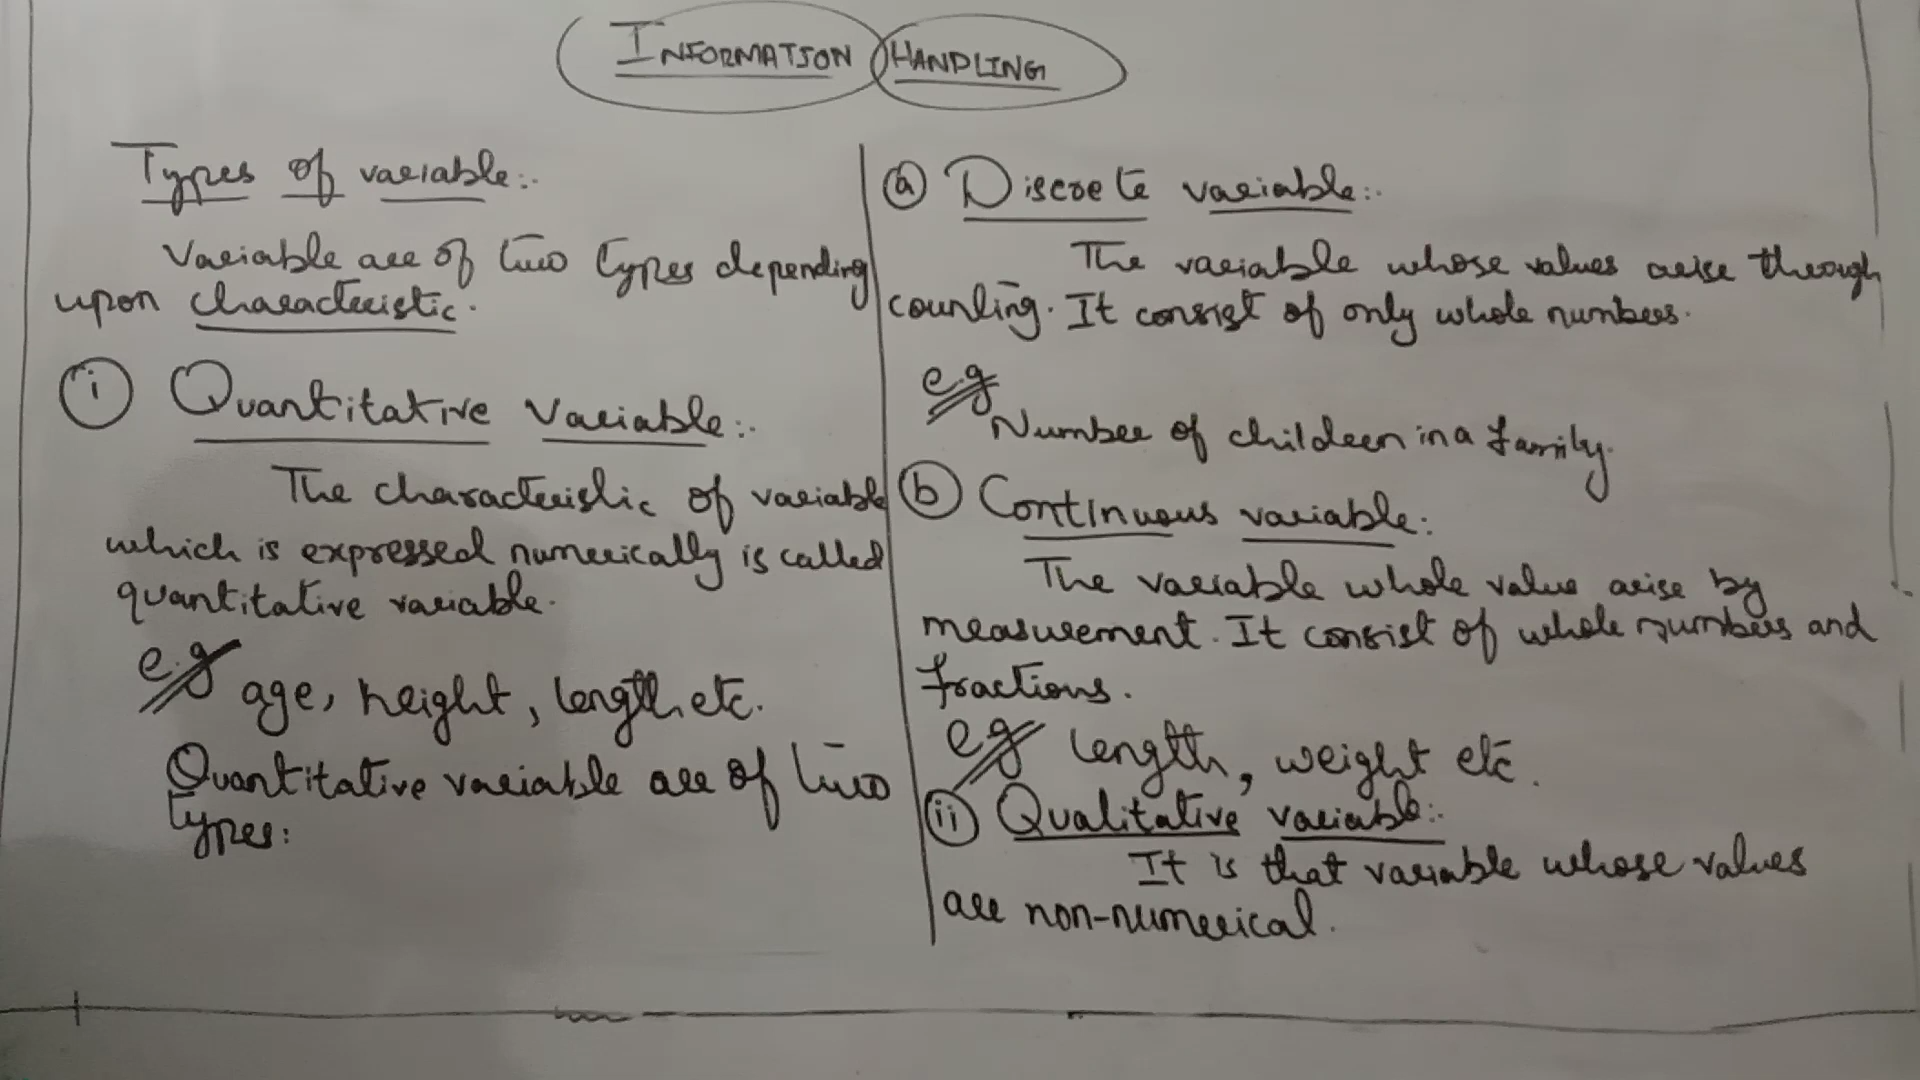 INFORMATION HANDLING
Types of variable:-
Variable are of two types depending
upon characteristic.
i Quantitative Variable:-
The characteristic of variable
which is expressed numerically is called
quantitative variable.
e.g age, height, length, etc.
Quantitative variable are of two
types:
a Discrete variable:-
The variable whose values arise through
counting. It consist of only whole numbers.
e.g
Number of children in a family.
b Continuous variable:
The variable whole value arise by
measurement. It consist of whole numbers and
fractions.
eg length, weight etc.
ii Qualitative variable:-
It is that variable whose values
are non-numerical.